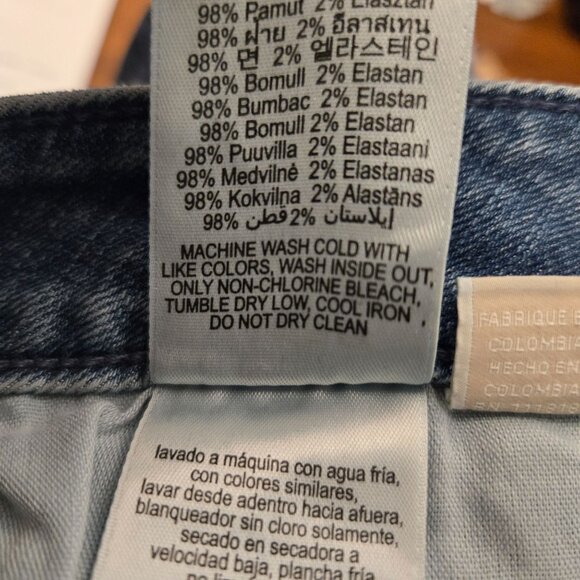 98% Pamut 2% Elasztán
98% ฝ้าย 2% อีลาสเทน
98% 면 2% 엘라스테인
98% Bomull 2% Elastan
98% Bumbac 2% Elastan
98% Bomull 2% Elastan
98% Puuvilla 2% Elastaani
98% Medvilnė 2% Elastanas
98% Kokvilna 2% Alastāns
98% قطن 2% إيلاستان
MACHINE WASH COLD WITH
LIKE COLORS, WASH INSIDE OUT,
ONLY NON-CHLORINE BLEACH,
TUMBLE DRY LOW, COOL IRON ,
DO NOT DRY CLEAN
FABRIQUE
COLOMBIA
HECHO EN
COLOMBIA
lavado a máquina con agua fría,
con colores similares,
lavar desde adentro hacia afuera,
blanqueador sin cloro solamente,
secado en secadora a
velocidad baja, plancha fría